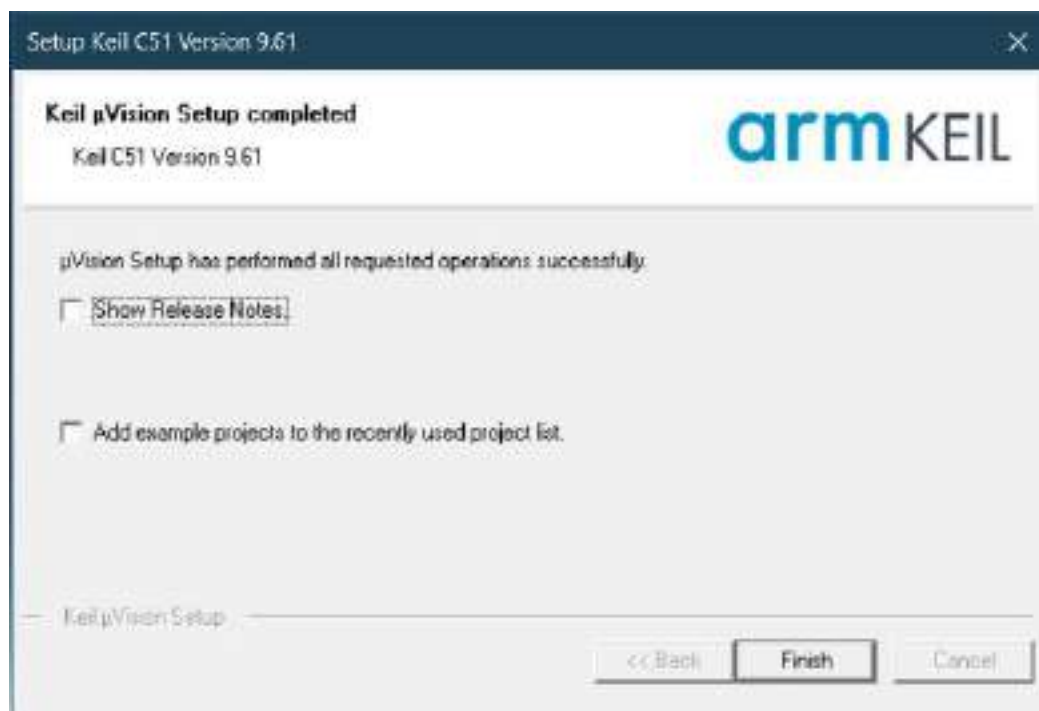 Setup Keil C51 Version 9.61
Keil µVision Setup completed
Keil C51 Version 9.61
arm KEIL
µVision Setup has performed all requested operations successfully.
Show Release Notes.
Add example projects to the recently used project list.
Keil µVision Setup
<< Back
Finish
Cancel